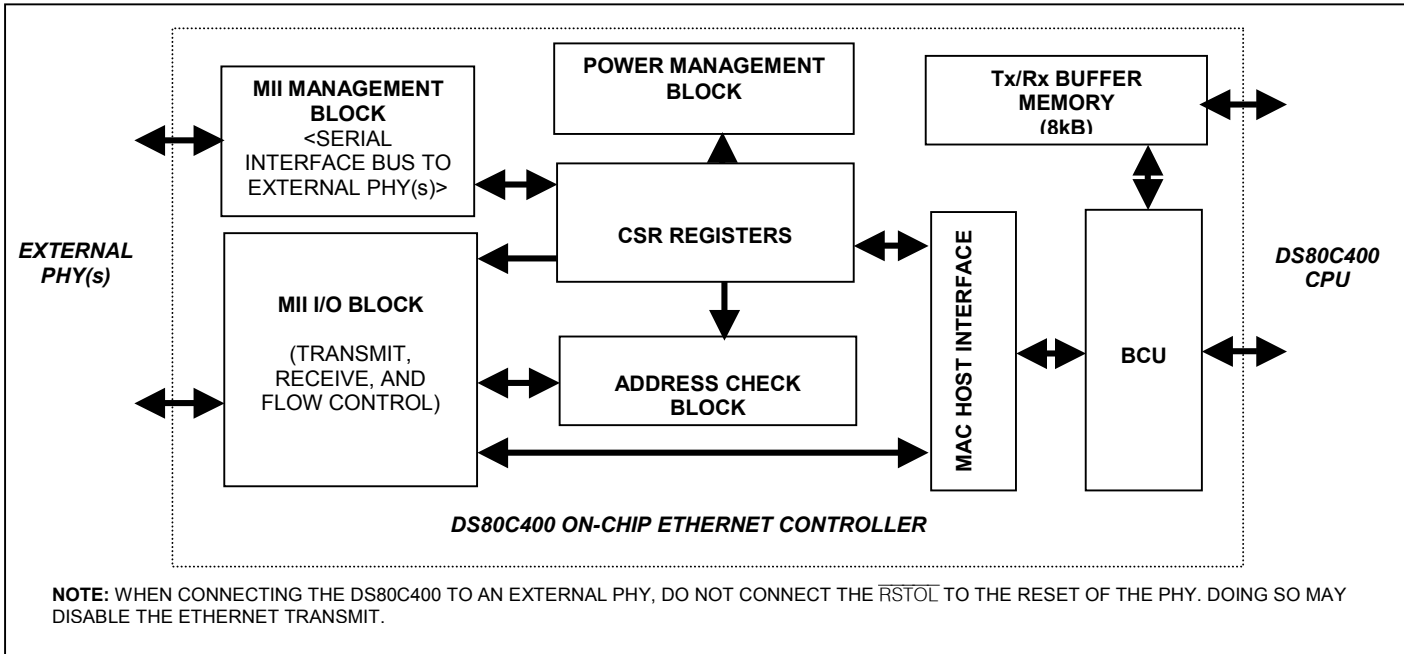 POWER MANAGEMENT
BLOCK
Tx/Rx BUFFER
MEMORY
(8kB)
MII MANAGEMENT
BLOCK
<SERIAL
INTERFACE BUS TO
EXTERNAL PHY(s)>
CSR REGISTERS
EXTERNAL
PHY(s)
MII I/O BLOCK
(TRANSMIT,
RECEIVE, AND
FLOW CONTROL)
ADDRESS CHECK
BLOCK
MAC HOST INTERFACE
BCU
DS80C400
CPU
DS80C400 ON-CHIP ETHERNET CONTROLLER
NOTE: WHEN CONNECTING THE DS80C400 TO AN EXTERNAL PHY, DO NOT CONNECT THE R̅S̅T̅O̅L̅ TO THE RESET OF THE PHY. DOING SO MAY
DISABLE THE ETHERNET TRANSMIT.